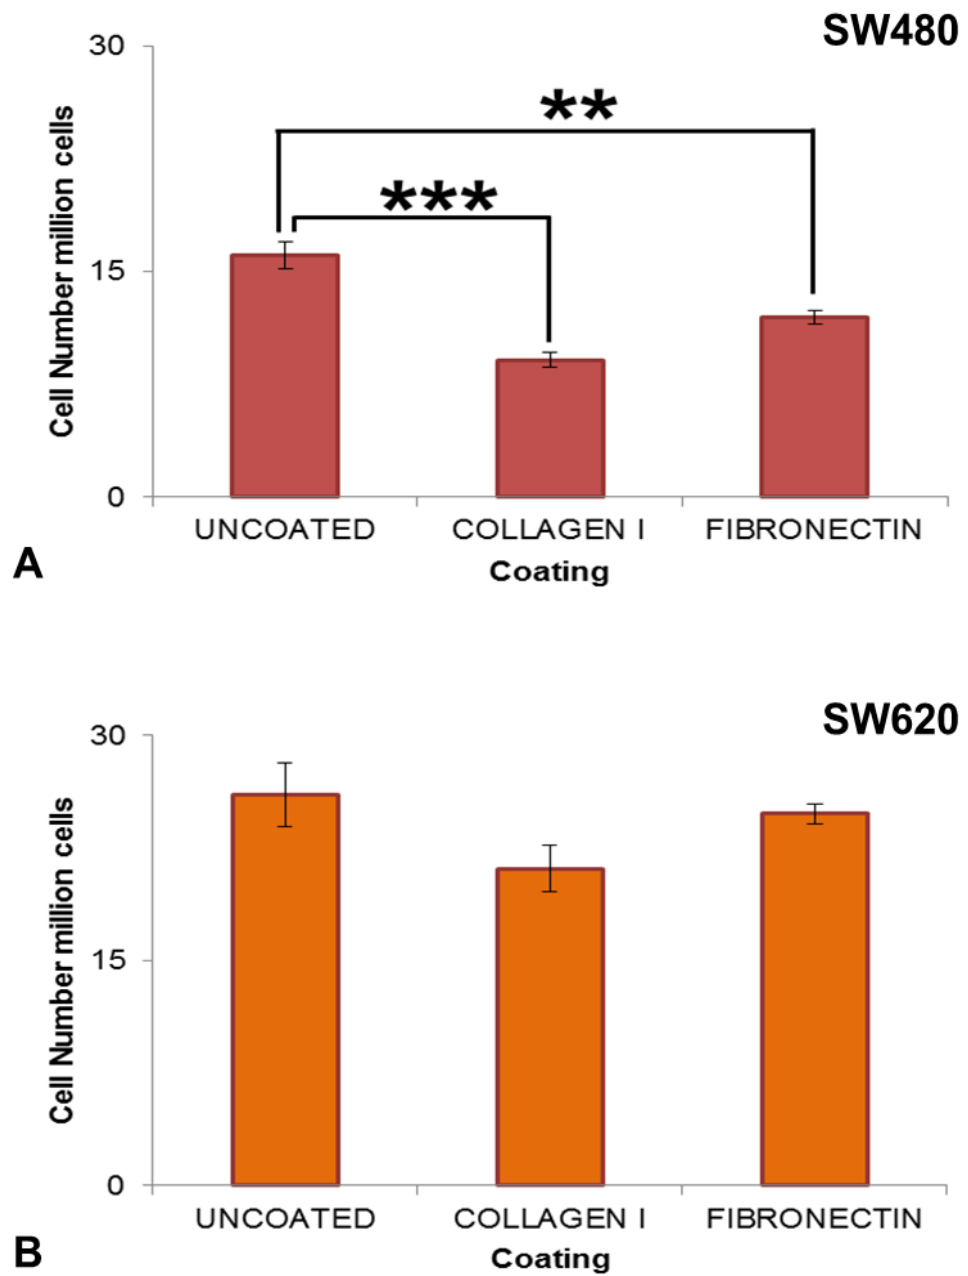 SW480
30
**
***
15
0
Cell Number million cells
UNCOATED COLLAGEN I FIBRONECTIN
Coating
A
SW620
30
15
0
Cell Number million cells
UNCOATED COLLAGEN I FIBRONECTIN
Coating
B